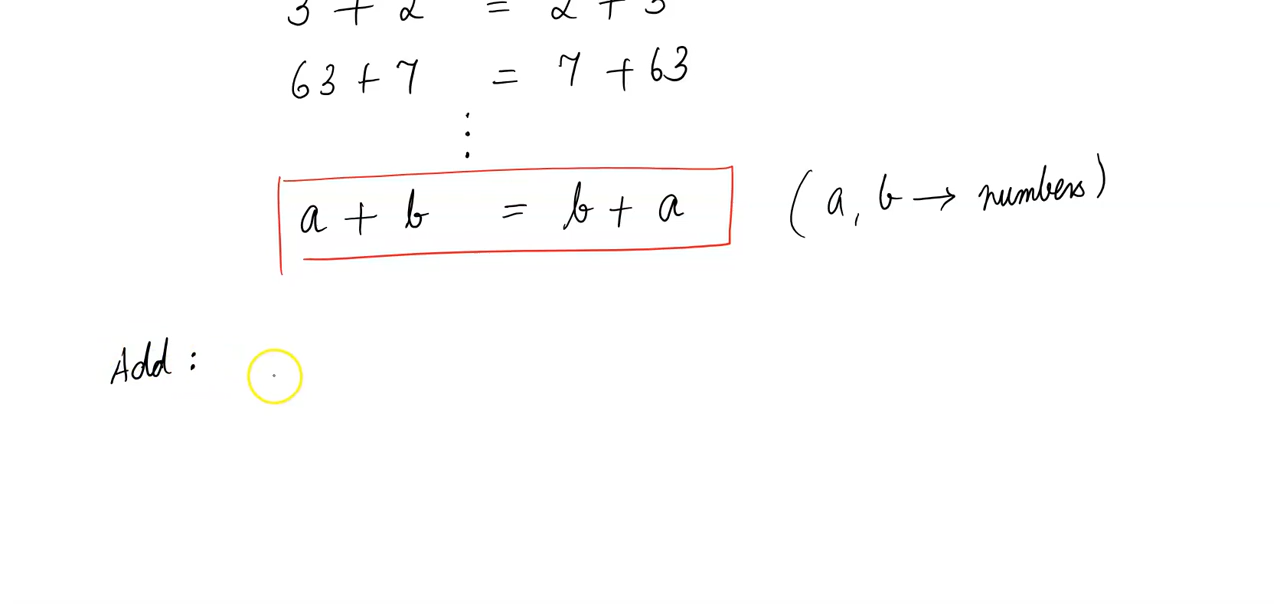 3 + 2 = 2 + 3
63 + 7 = 7 + 63
⋮
a + b = b + a (a, b → numbers)
Add :